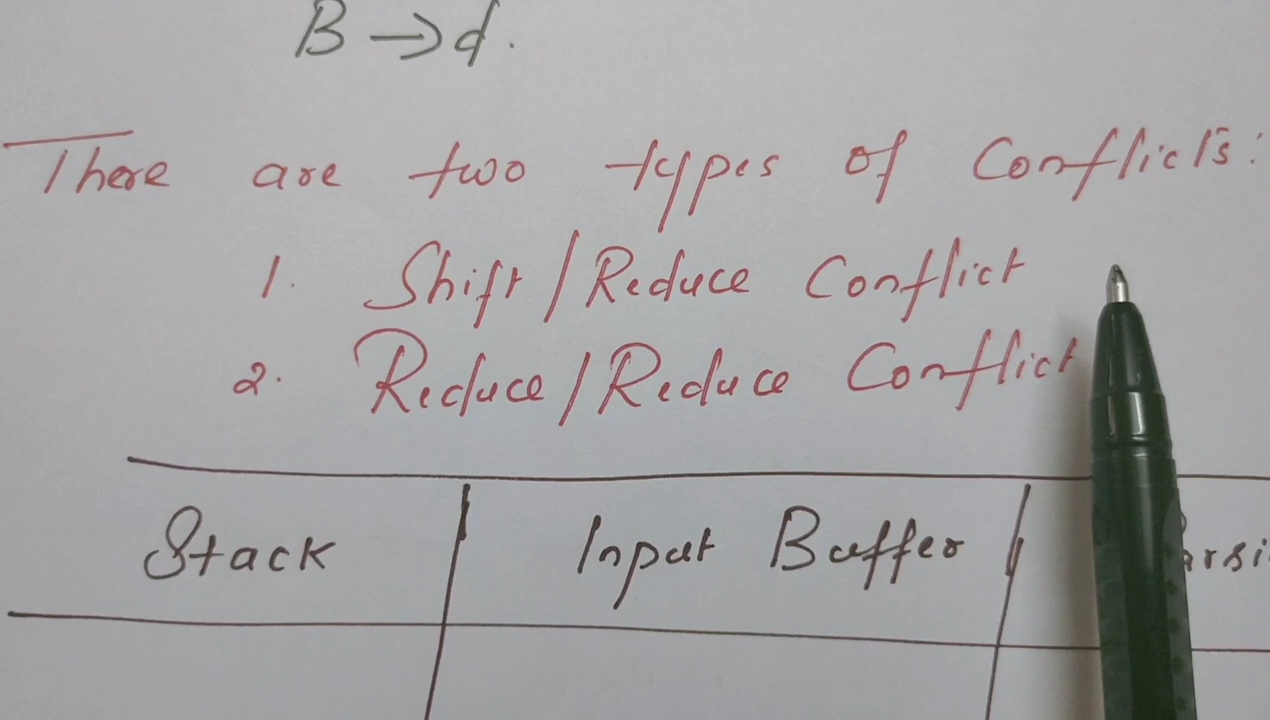 B → d.
There are two types of Conflicts:
1. Shift/Reduce Conflict
2. Reduce/Reduce Conflict
Stack Input Buffer